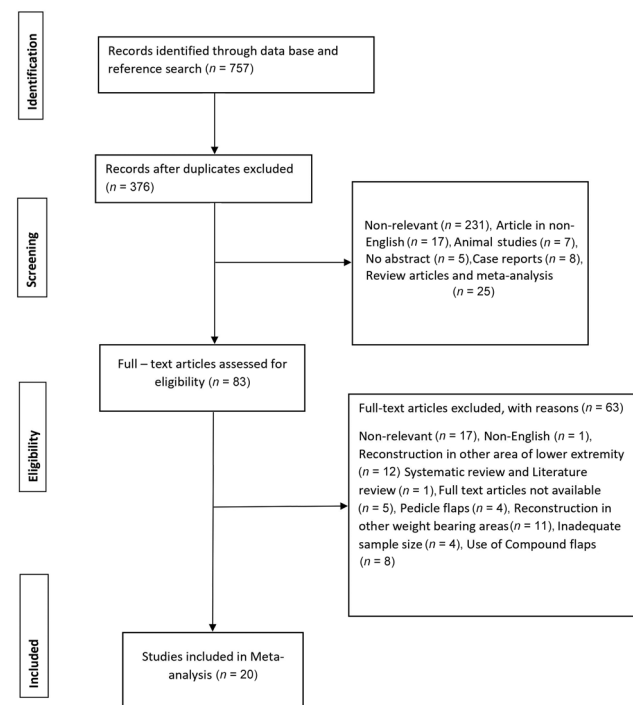 Identification
Records identified through data base and
reference search (n = 757)
Records after duplicates excluded
(n = 376)
Screening
Non-relevant (n = 231), Article in non-
English (n = 17), Animal studies (n = 7),
No abstract (n = 5),Case reports (n = 8),
Review articles and meta-analysis
(n = 25)
Full – text articles assessed for
eligibility (n = 83)
Eligibility
Full-text articles excluded, with reasons (n = 63)
Non-relevant (n = 17), Non-English (n = 1),
Reconstruction in other area of lower extremity
(n = 12) Systematic review and Literature
review (n = 1), Full text articles not available
(n = 5), Pedicle flaps (n = 4), Reconstruction in
other weight bearing areas (n = 11), Inadequate
sample size (n = 4), Use of Compound flaps
(n = 8)
Included
Studies included in Meta-
analysis (n = 20)